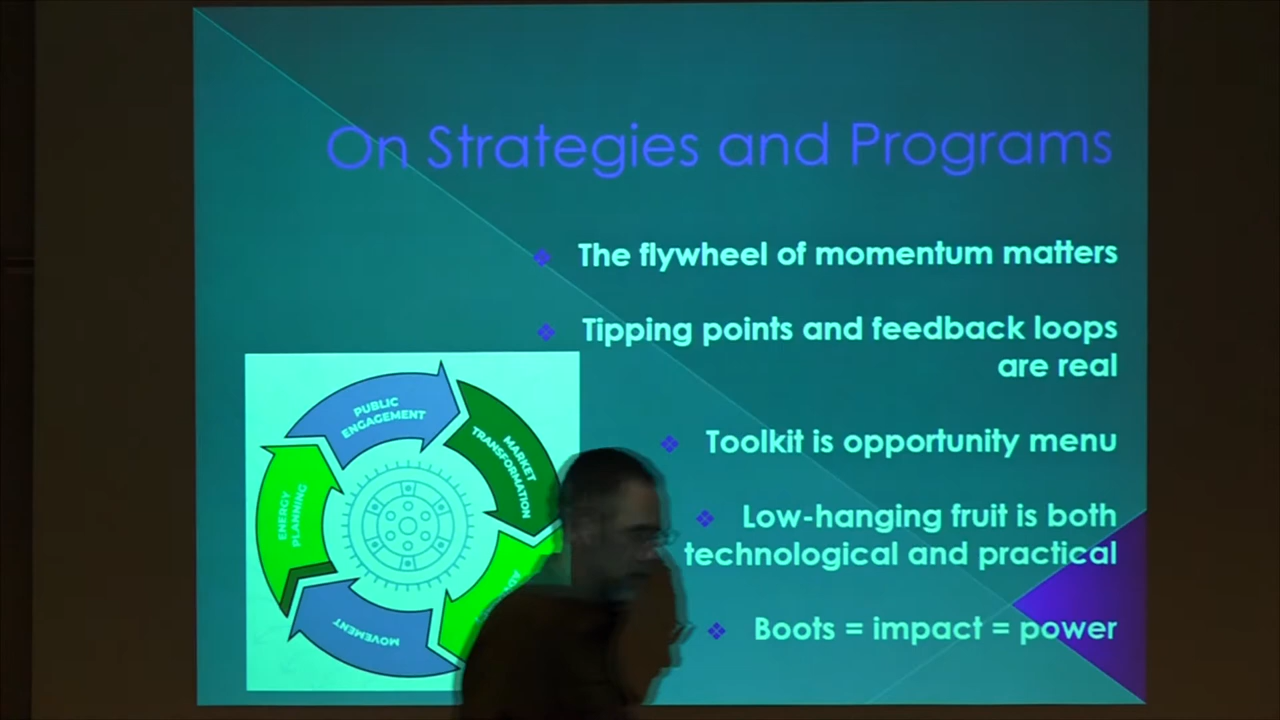 On Strategies and Programs
The flywheel of momentum matters
Tipping points and feedback loops
are real
Toolkit is opportunity menu
Low-hanging fruit is both
technological and practical
Boots = impact = power
PUBLIC
ENGAGEMENT
MARKET
TRANSFORMATION
MOVEMENT
ENERGY
PLANNING